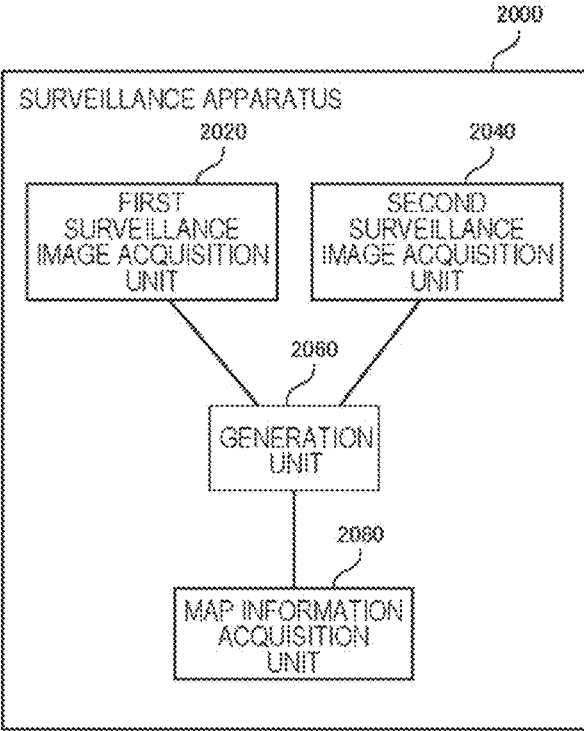 2000
SURVEILLANCE APPARATUS
2020
2040
FIRST
SURVEILLANCE
IMAGE ACQUISITION
UNIT
SECOND
SURVEILLANCE
IMAGE ACQUISITION
UNIT
2060
GENERATION
UNIT
2080
MAP INFORMATION
ACQUISITION
UNIT